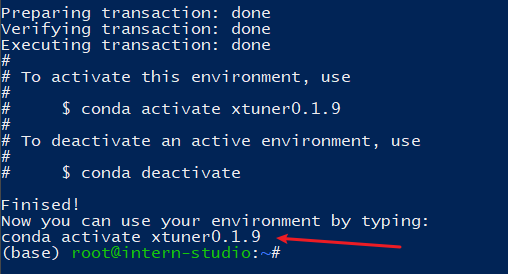 Preparing transaction: done
Verifying transaction: done
Executing transaction: done
#
# To activate this environment, use
#
#     $ conda activate xtuner0.1.9
#
# To deactivate an active environment, use
#
#     $ conda deactivate

Finised!
Now you can use your environment by typing:
conda activate xtuner0.1.9
(base) root@intern-studio:~#